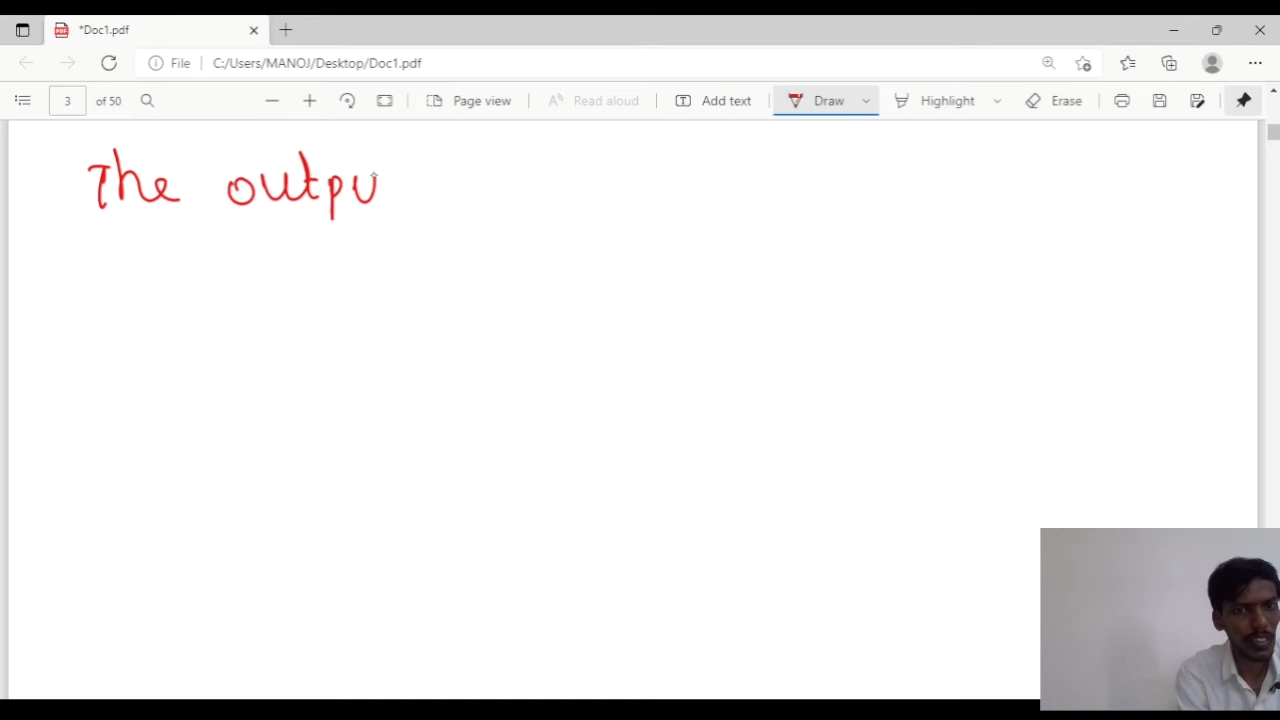 *Doc1.pdf
File C:/Users/MANOJ/Desktop/Doc1.pdf
3 of 50 Page view Read aloud Add text Draw Highlight Erase
The outpu